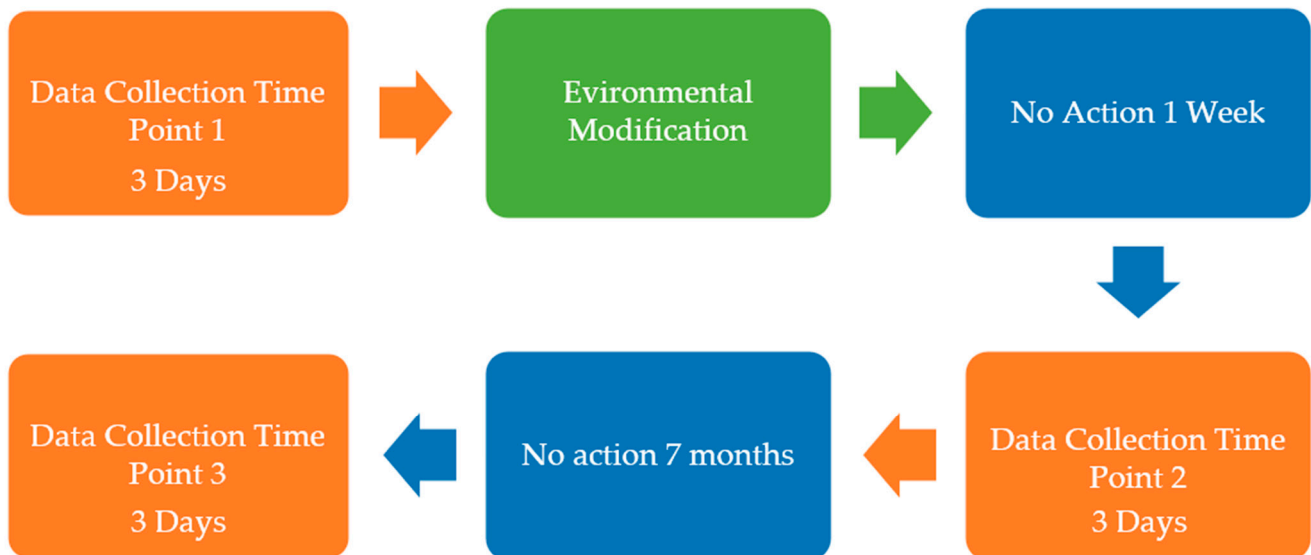 Data Collection Time
Point 1
3 Days
Evironmental
Modification
No Action 1 Week
Data Collection Time
Point 2
3 Days
No action 7 months
Data Collection Time
Point 3
3 Days